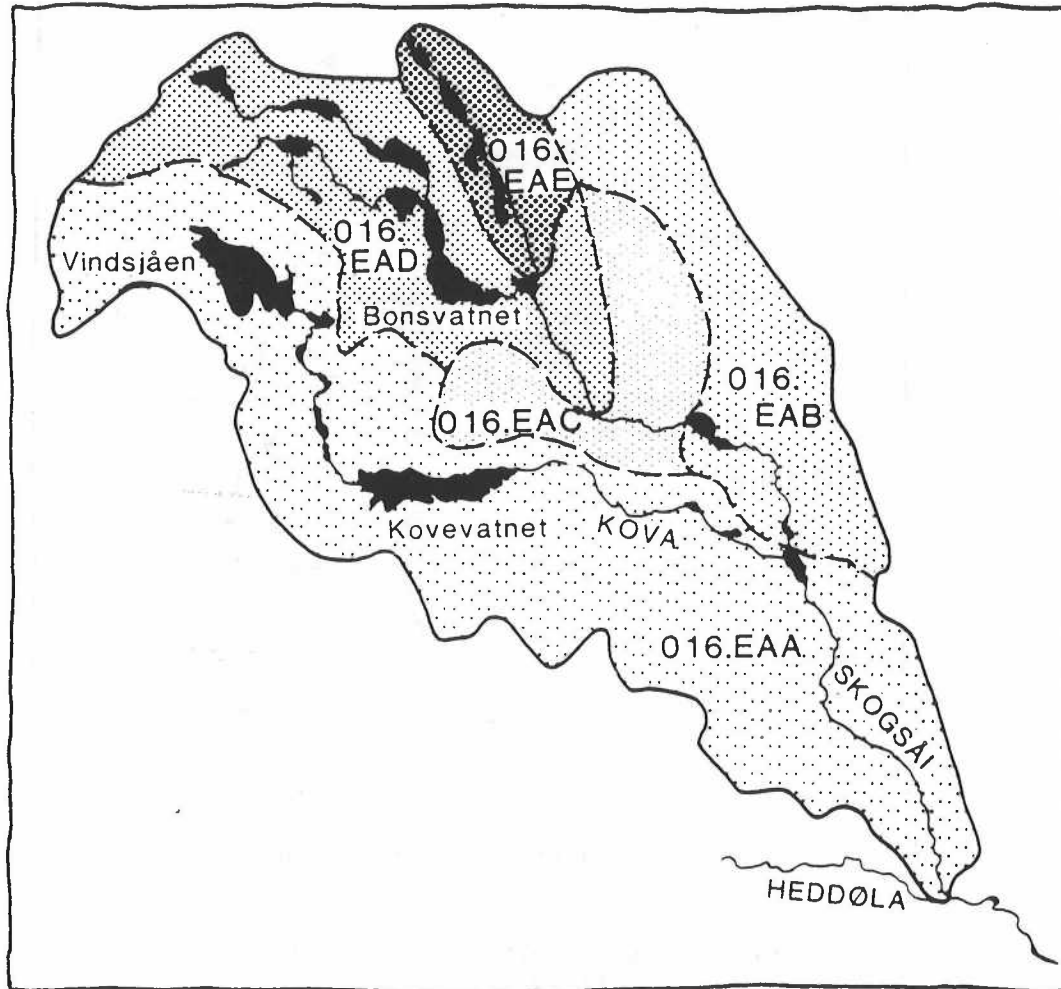 016.
EAE
016.
EAD
Vindsjåen
Bonsvatnet
016.
EAB
016.EAC
Kovevatnet
KOVA
016.EAA
SKOGSÅI
HEDDØLA